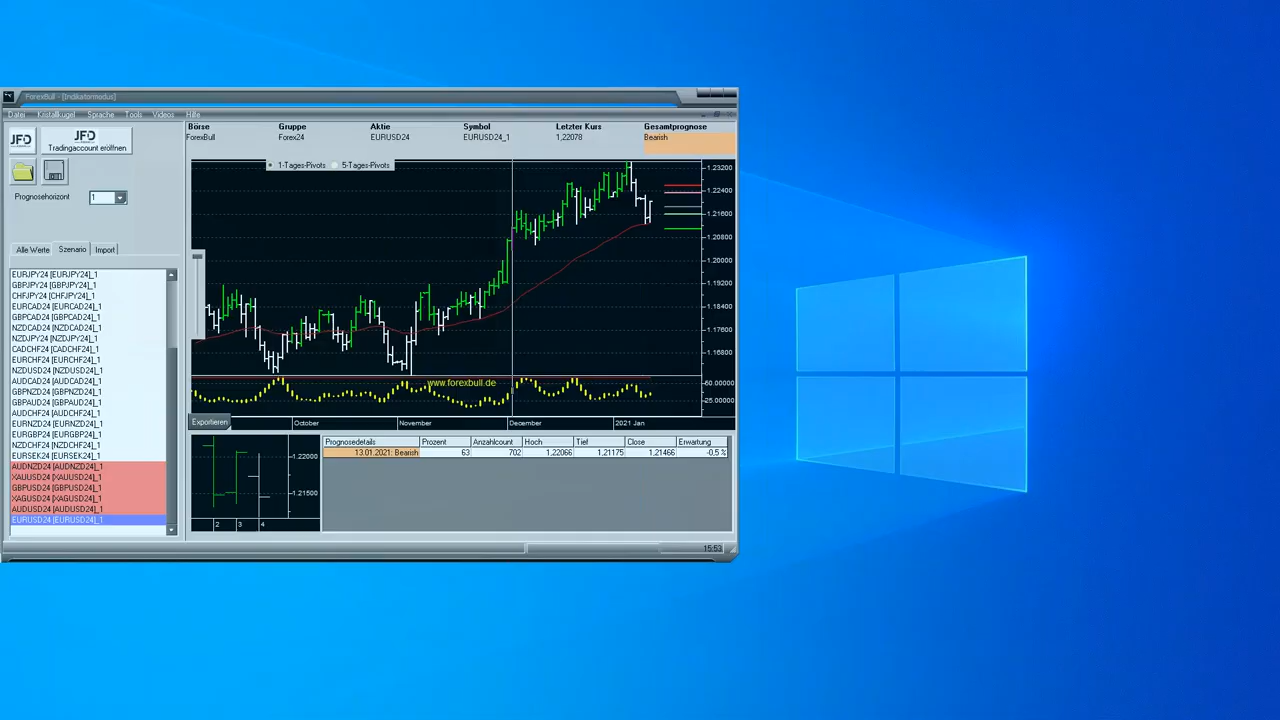 ForexBull - [Indikatormodus]
Datei Kristallkugel Sprache Tools Videos Hilfe
JFD
JFD
Tradingaccount eröffnen
Prognosehorizont 1
Alle Werte Szenario Import
EURJPY24 [EURJPY24]_1
GBPJPY24 [GBPJPY24]_1
CHFJPY24 [CHFJPY24]_1
EURCAD24 [EURCAD24]_1
GBPCAD24 [GBPCAD24]_1
NZDCAD24 [NZDCAD24]_1
NZDJPY24 [NZDJPY24]_1
CADCHF24 [CADCHF24]_1
EURCHF24 [EURCHF24]_1
NZDUSD24 [NZDUSD24]_1
AUDCAD24 [AUDCAD24]_1
GBPNZD24 [GBPNZD24]_1
GBPAUD24 [GBPAUD24]_1
AUDCHF24 [AUDCHF24]_1
EURNZD24 [EURNZD24]_1
EURGBP24 [EURGBP24]_1
NZDCHF24 [NZDCHF24]_1
EURSEK24 [EURSEK24]_1
AUDNZD24 [AUDNZD24]_1
XAUUSD24 [XAUUSD24]_1
GBPUSD24 [GBPUSD24]_1
XAGUSD24 [XAGUSD24]_1
AUDUSD24 [AUDUSD24]_1
EURUSD24 [EURUSD24]_1
Börse Gruppe Aktie Symbol Letzter Kurs Gesamtprognose
ForexBull Forex24 EURUSD24 EURUSD24_1 1,22078 Bearish
1-Tages-Pivots 5-Tages-Pivots
1.23200
1.22400
1.21600
1.20800
1.20000
1.19200
1.18400
1.17600
1.16800
www.forexbull.de
60.00000
25.00000
Exportieren
October November December 2021 Jan
1.22000
1.21500
2 3 4
Prognosedetails Prozent Anzahlcount Hoch Tief Close Erwartung
13.01.2021: Bearish 63 702 1,22066 1,21175 1,21466 -0,5 %
15:53